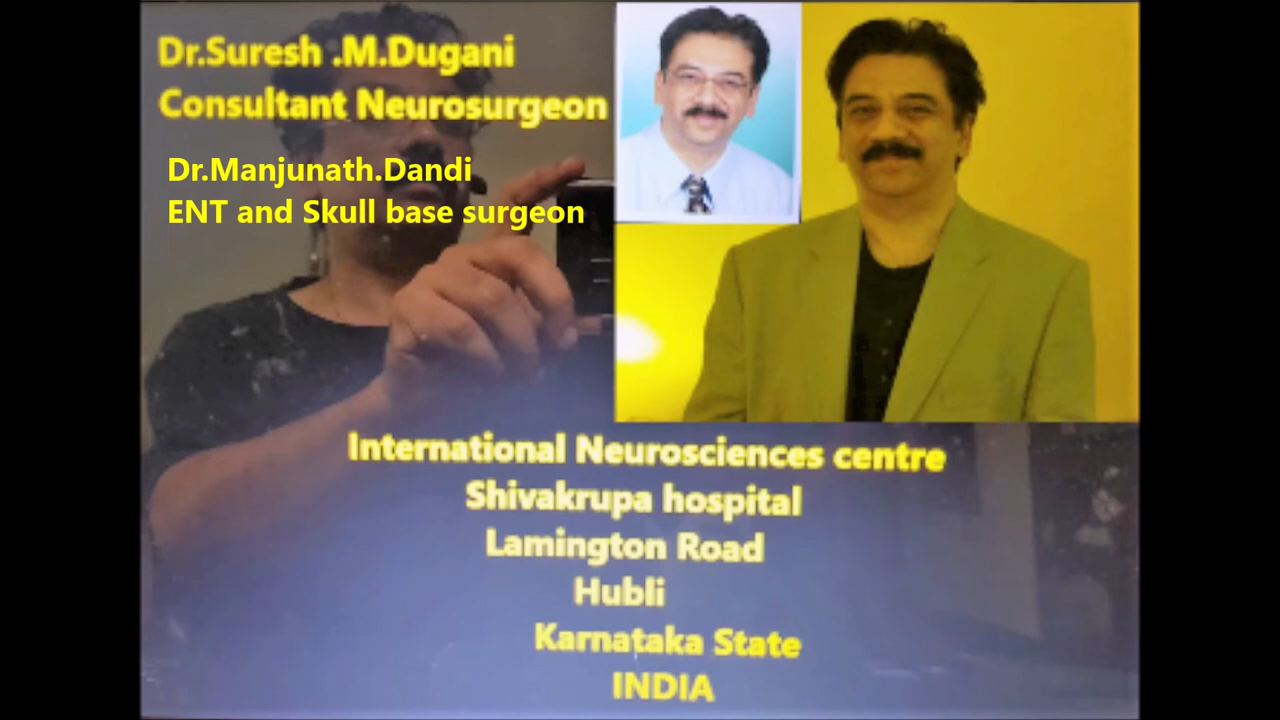 Dr.Suresh .M.Dugani
Consultant Neurosurgeon
Dr.Manjunath.Dandi
ENT and Skull base surgeon
International Neurosciences centre
Shivakrupa hospital
Lamington Road
Hubli
Karnataka State
INDIA